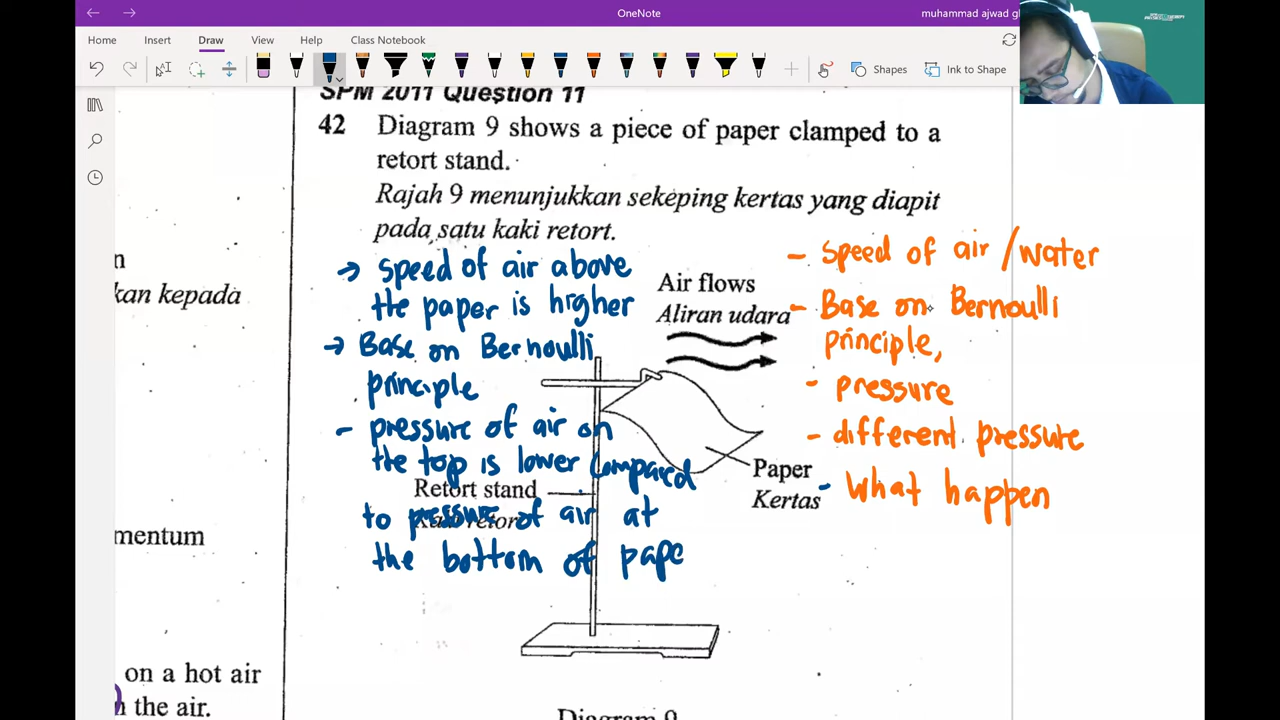 OneNote
muhammad ajwad gh
Home Insert Draw View Help Class Notebook
Shapes Ink to Shape
SPM 2011 Question 11
42 Diagram 9 shows a piece of paper clamped to a
retort stand.
Rajah 9 menunjukkan sekeping kertas yang diapit
pada satu kaki retort.
n
kan kepada
mentum
on a hot air
n the air.
→ speed of air above
the paper is higher
→ Base on Bernoulli
principle
- pressure of air on
the top is lower compared
to pressure of air at
the bottom of pape
Air flows
Aliran udara
Paper
Kertas
Retort stand
Kaki retort
Diagram 9
- speed of air / water
- Base on Bernoulli
principle,
- pressure
- different pressure
- What happen